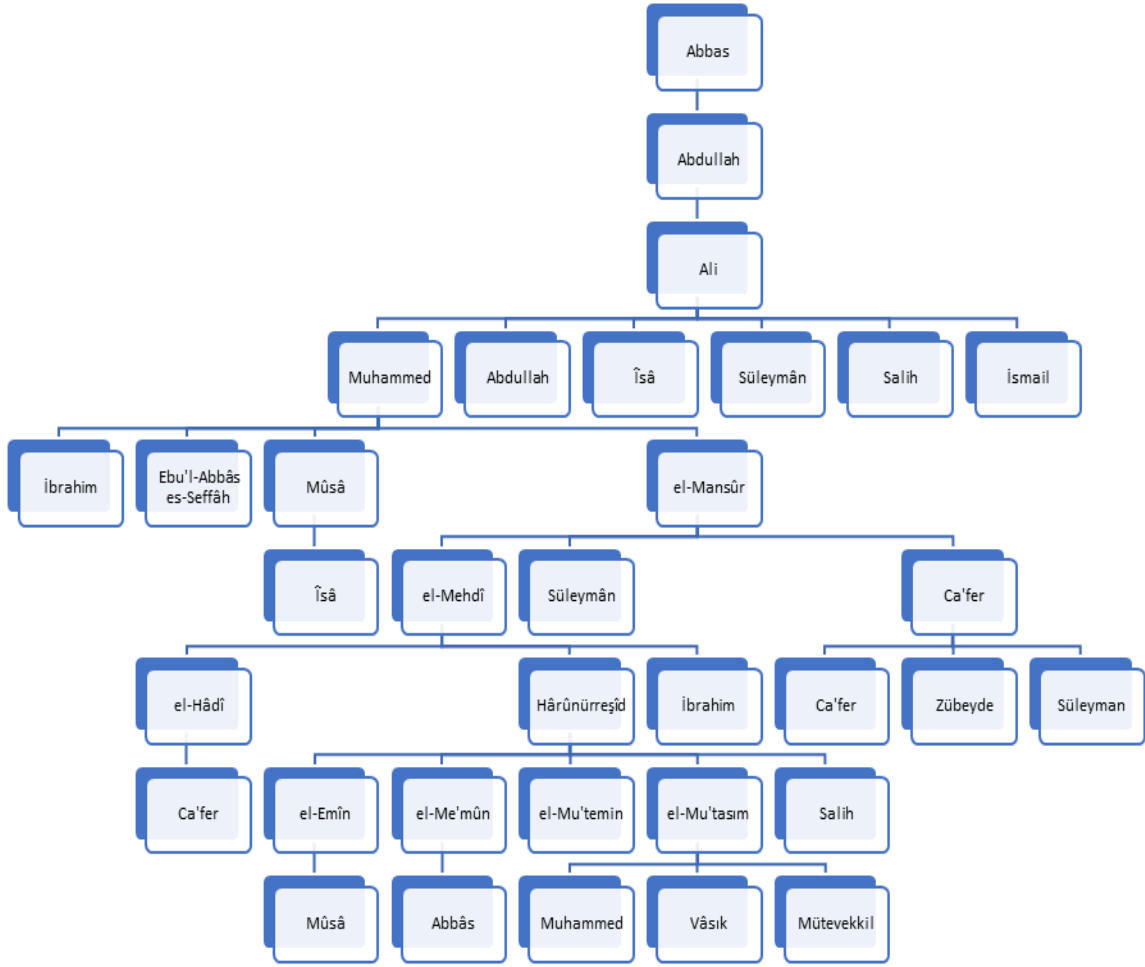 Abbas
Abdullah
Ali
Muhammed
Abdullah
Îsâ
Süleymân
Salih
İsmail
İbrahim
Ebu'l-Abbâs
es-Seffâh
Mûsâ
el-Mansûr
Îsâ
el-Mehdî
Süleymân
Ca'fer
el-Hâdî
Hârûnürreşîd
İbrahim
Ca'fer
Zübeyde
Süleyman
Ca'fer
el-Emîn
el-Me'mûn
el-Mu'temin
el-Mu'tasım
Salih
Mûsâ
Abbâs
Muhammed
Vâsık
Mütevekkil